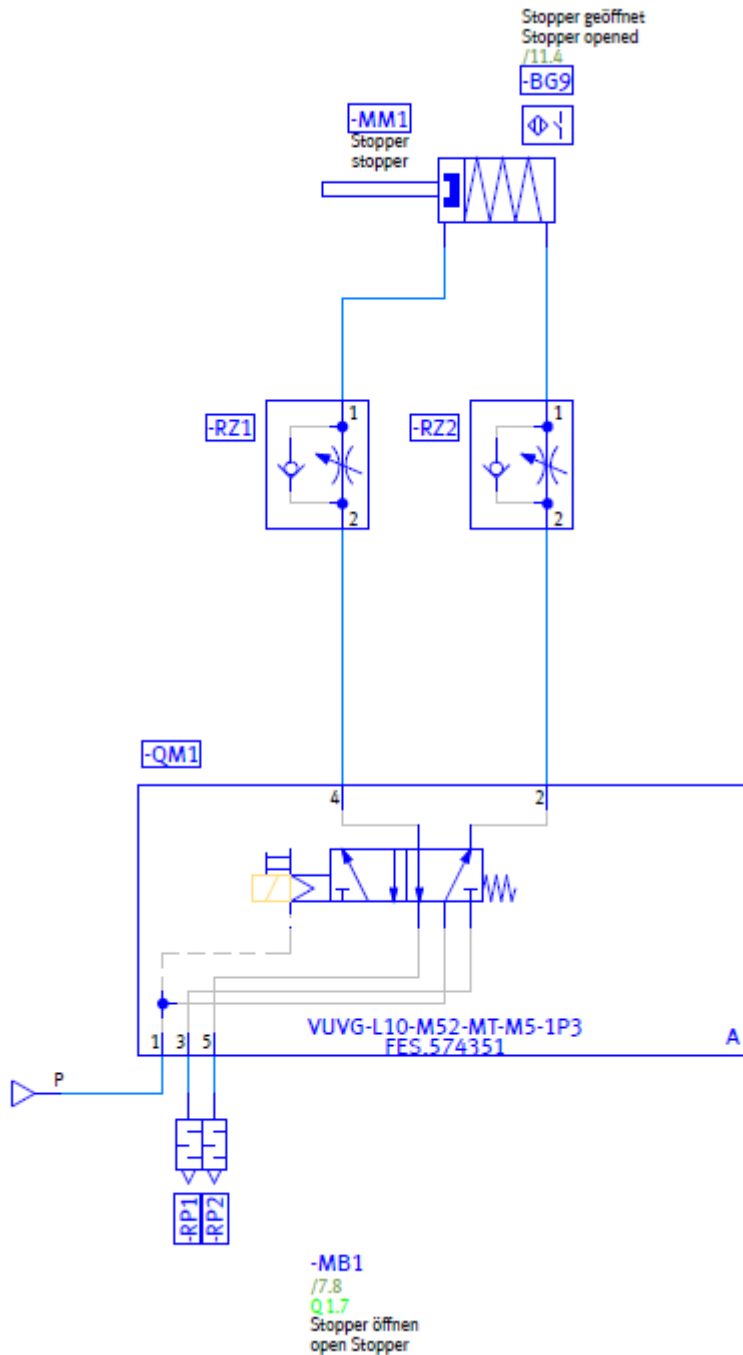 Stopper geöffnet
Stopper opened
/11.4
-BG9
-MM1
Stopper
stopper
-RZ1
1
2
-RZ2
1
2
-QM1
4
2
VUVG-L10-M52-MT-M5-1P3
FES.574351
A
1
3
5
P
-RP1
-RP2
-MB1
/7.8
Q1.7
Stopper öffnen
open Stopper